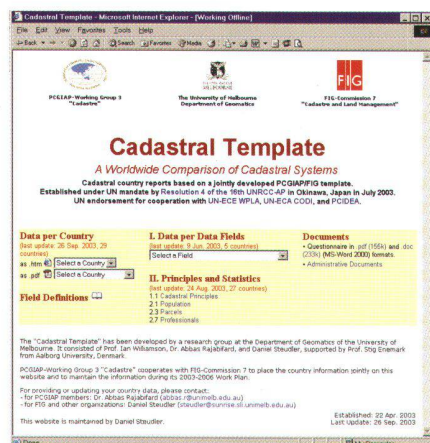 Cadastral Template - Microsoft Internet Explorer - [Working Offline]
File Edit View Favorites Tools Help
Back Search Favorites Media
PCGIAP-Working Group 3
"Cadastre"
The University of Melbourne
Department of Geomatics
FIG
FIG-Commission 7
"Cadastre and Land Management"
Cadastral Template
A Worldwide Comparison of Cadastral Systems
Cadastral country reports based on a jointly developed PCGIAP/FIG template.
Established under UN mandate by Resolution 4 of the 16th UNRCC-AP in Okinawa, Japan in July 2003.
UN endorsement for cooperation with UN-ECE WPLA, UN-ECA CODI, and PCIDEA.
Data per Country
(last update: 26 Sep. 2003, 29
countries)
as .htm Select a Country
as .pdf Select a Country
Field Definitions
I. Data per Data Fields
(last update: 9 Jun. 2003, 5 countries)
Select a Field
II. Principles and Statistics
(last update: 24 Aug. 2003, 27 countries)
1.1 Cadastral Principles
2.1 Population
2.3 Parcels
2.7 Professionals
Documents
• Questionnaire in pdf (155k) and doc
(233k) (MS-Word 2000) formats.
• Administrative Documents
The "Cadastral Template" has been developed by a research group at the Department of Geomatics of the University of
Melbourne. It consisted of Prof. Ian Williamson, Dr. Abbas Rajabifard, and Daniel Steudler, supported by Prof. Stig Enemark
from Aalborg University, Denmark.
PCGIAP-Working Group 3 "Cadastre" cooperates with FIG-Commission 7 to place the country information jointly on this
website and to maintain the information during its 2003-2006 Work Plan.
For providing or updating your country data, please contact:
- for PCGIAP members: Dr. Abbas Rajabifard (abbas.r@unimelb.edu.au)
- for FIG and other organizations: Daniel Steudler (steudler@sunrise.sli.unimelb.edu.au)
This website is maintained by Daniel Steudler.
Established: 22 Apr. 2003
Last update: 26 Sep. 2003